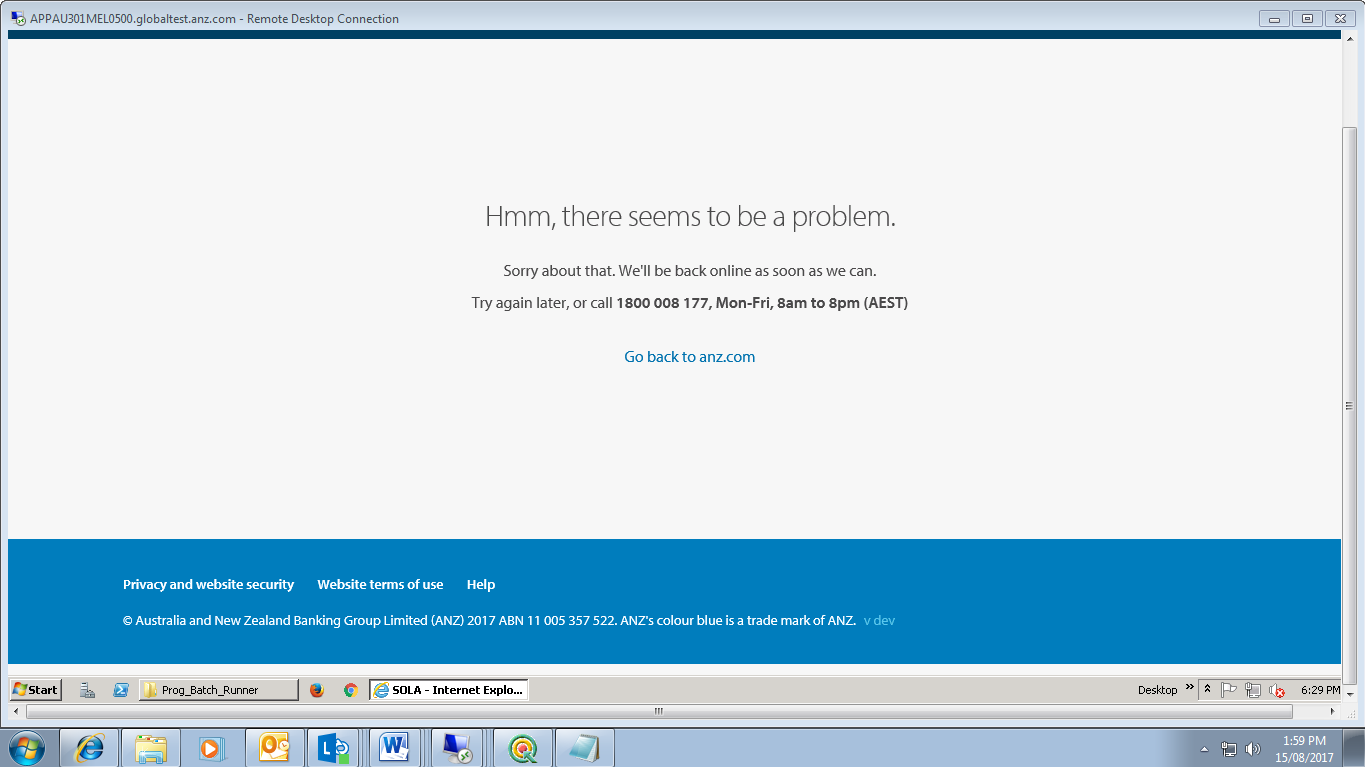 APPAU301MEL0500.globaltest.anz.com - Remote Desktop Connection
Hmm, there seems to be a problem.
Sorry about that. We'll be back online as soon as we can.
Try again later, or call 1800 008 177, Mon-Fri, 8am to 8pm (AEST)
Go back to anz.com
Privacy and website security Website terms of use Help
© Australia and New Zealand Banking Group Limited (ANZ) 2017 ABN 11 005 357 522. ANZ's colour blue is a trade mark of ANZ. v dev
Start Prog_Batch_Runner SOLA - Internet Explo... Desktop » 6:29 PM
1:59 PM
15/08/2017